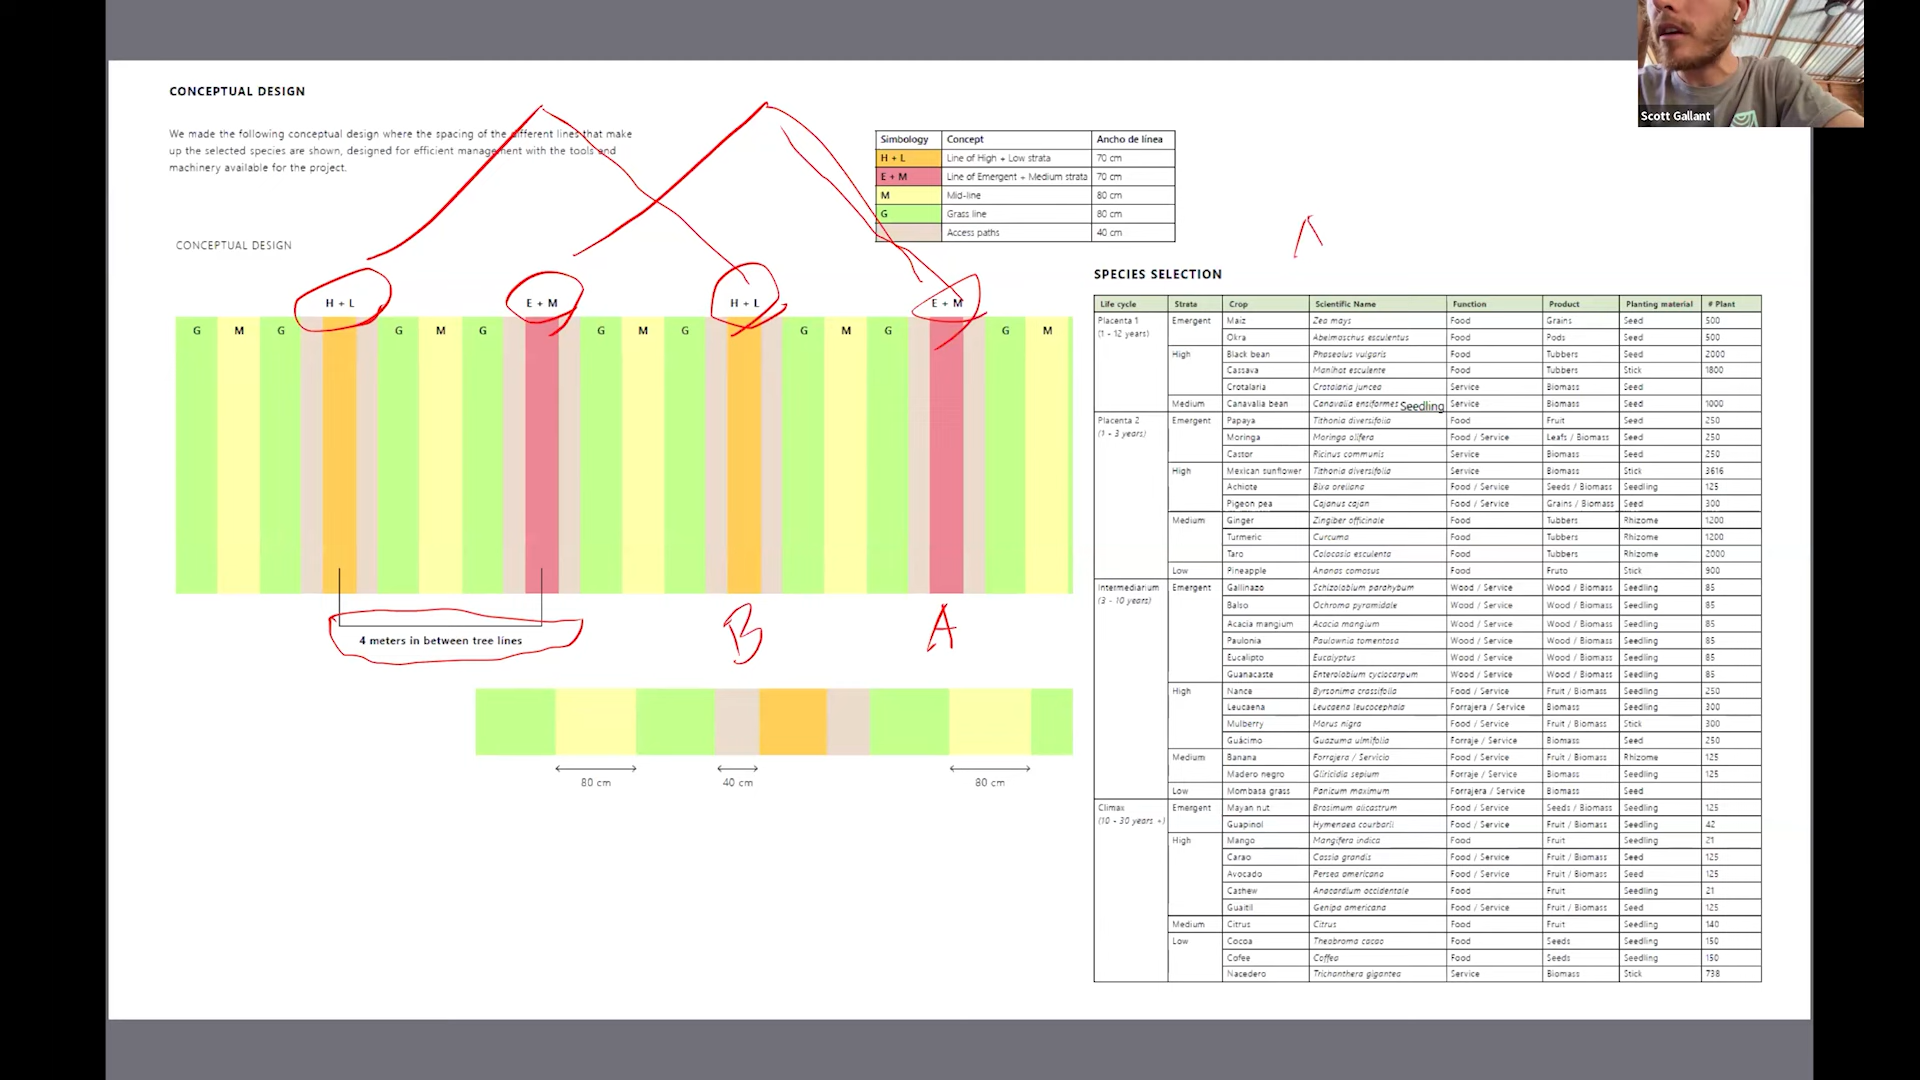 Scott Gallant
CONCEPTUAL DESIGN
We made the following conceptual design where the spacing of the different lines that make
up the selected species are shown, designed for efficient management with the tools and
machinery available for the project.
Simbology Concept Ancho de línea
H + L Line of High + Low strata 70 cm
E + M Line of Emergent + Medium strata 70 cm
M Mid-line 80 cm
G Grass line 80 cm
Access paths 40 cm
CONCEPTUAL DESIGN
H + L E + M H + L E + M
G M G G M G G M G G M G G M
4 meters in between tree lines
B A
80 cm 40 cm 80 cm
SPECIES SELECTION
Life cycle Strata Crop Scientific Name Function Product Planting material # Plant
Placenta 1 Emergent Maiz Zea mays Food Grains Seed 500
(1 - 12 years) Okra Abelmoschus esculentus Food Pods Seed 500
High Black bean Phaseolus vulgaris Food Tubbers Seed 2000
Cassava Manihot esculente Food Tubbers Stick 1800
Crotalaria Crotalaria juncea Service Biomass Seed
Medium Canavalia bean Canavalia ensiformes Seedling Service Biomass Seed 1000
Placenta 2 Emergent Papaya Tithonia diversifolia Food Fruit Seed 250
(1 - 3 years) Moringa Moringa olifera Food / Service Leafs / Biomass Seed 250
Castor Ricinus communis Service Biomass Seed 250
High Mexican sunflower Tithonia diversifolia Service Biomass Stick 3616
Achiote Bixa orellana Food / Service Seeds / Biomass Seedling 125
Pigeon pea Cajanus cajan Food / Service Grains / Biomass Seed 300
Medium Ginger Zingiber officinale Food Tubbers Rhizome 1200
Turmeric Curcuma Food Tubbers Rhizome 1200
Taro Colocasia esculenta Food Tubbers Rhizome 2000
Low Pineapple Ananas comosus Food Fruto Stick 900
Intermediarium Emergent Gallinazo Schizolobium parahybum Wood / Service Wood / Biomass Seedling 85
(3 - 10 years) Balso Ochroma pyramidale Wood / Service Wood / Biomass Seedling 85
Acacia mangium Acacia mangium Wood / Service Wood / Biomass Seedling 85
Paulonia Paulownia tomentosa Wood / Service Wood / Biomass Seedling 85
Eucalipto Eucalyptus Wood / Service Wood / Biomass Seedling 85
Guanacaste Enterolobium cyclocarpum Wood / Service Wood / Biomass Seedling 85
High Nance Byrsonima crassifolia Food / Service Fruit / Biomass Seedling 250
Leucaena Leucaena leucocephala Forrajera / Service Biomass Seedling 300
Mulberry Morus nigra Food / Service Fruit / Biomass Stick 300
Guácimo Guazuma ulmifolia Forraje / Service Biomass Seed 250
Medium Banana Forrajera / Servicio Food / Service Fruit / Biomass Rhizome 125
Madero negro Gliricidia sepium Forraje / Service Biomass Seedling 125
Low Mombasa grass Panicum maximum Forrajera / Service Biomass Seed
Climax Emergent Mayan nut Brosimum alicastrum Food / Service Seeds / Biomass Seedling 125
(10 - 30 years +) Guapinol Hymenaea courbarli Food / Service Fruit / Biomass Seedling 42
High Mango Mangifera indica Food Fruit Seedling 21
Carao Cassia grandis Food / Service Fruit / Biomass Seed 125
Avocado Persea americana Food / Service Fruit / Biomass Seed 125
Cashew Anacardium occidentale Food Fruit Seedling 21
Guaitil Genipa americana Food / Service Fruit / Biomass Seed 125
Medium Citrus Citrus Food Fruit Seedling 140
Low Cocoa Theobroma cacao Food Seeds Seedling 150
Cofee Coffea Food Seeds Seedling 150
Nacedero Trichanthera gigantea Service Biomass Stick 738